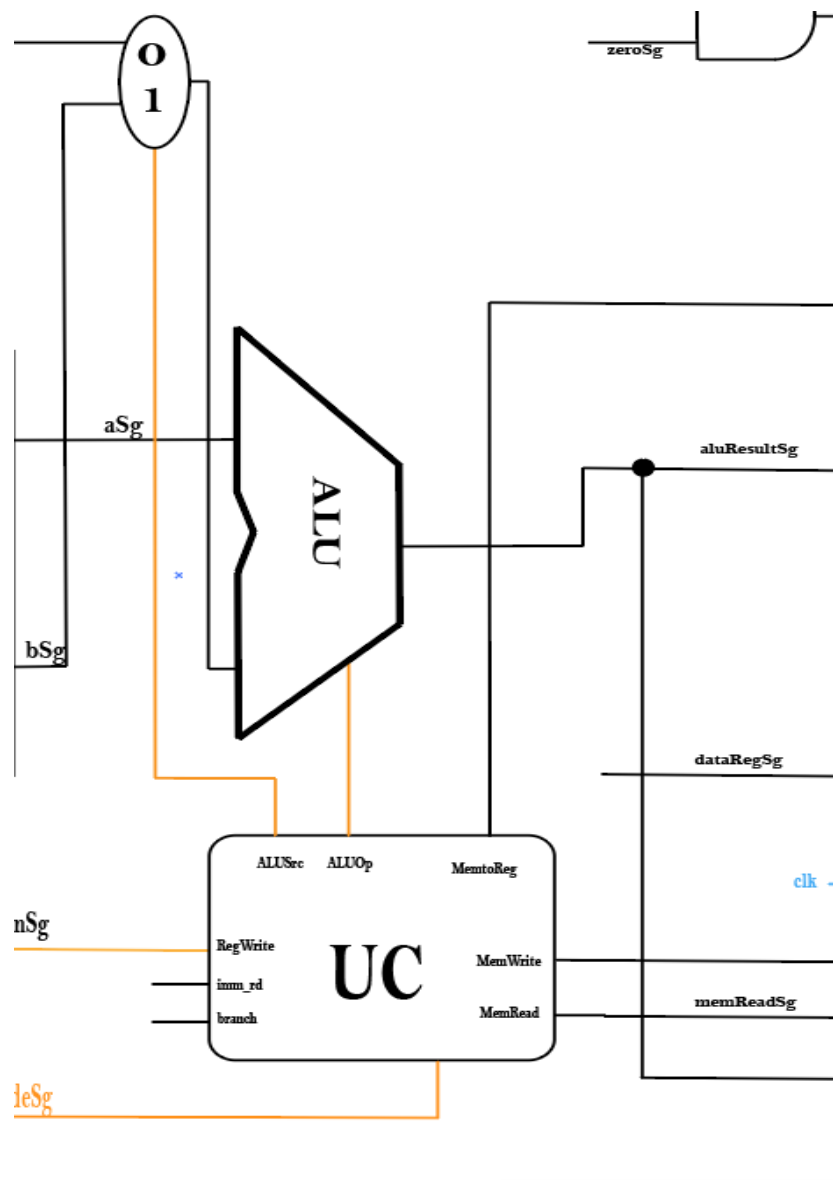 0
1
zeroSg
aSg
aluResultSg
ALU
bSg
dataRegSg
ALUSrc
ALUOp
MemtoReg
clk
nSg
RegWrite
UC
MemWrite
imm_rd
memReadSg
MemRead
branch
deSg